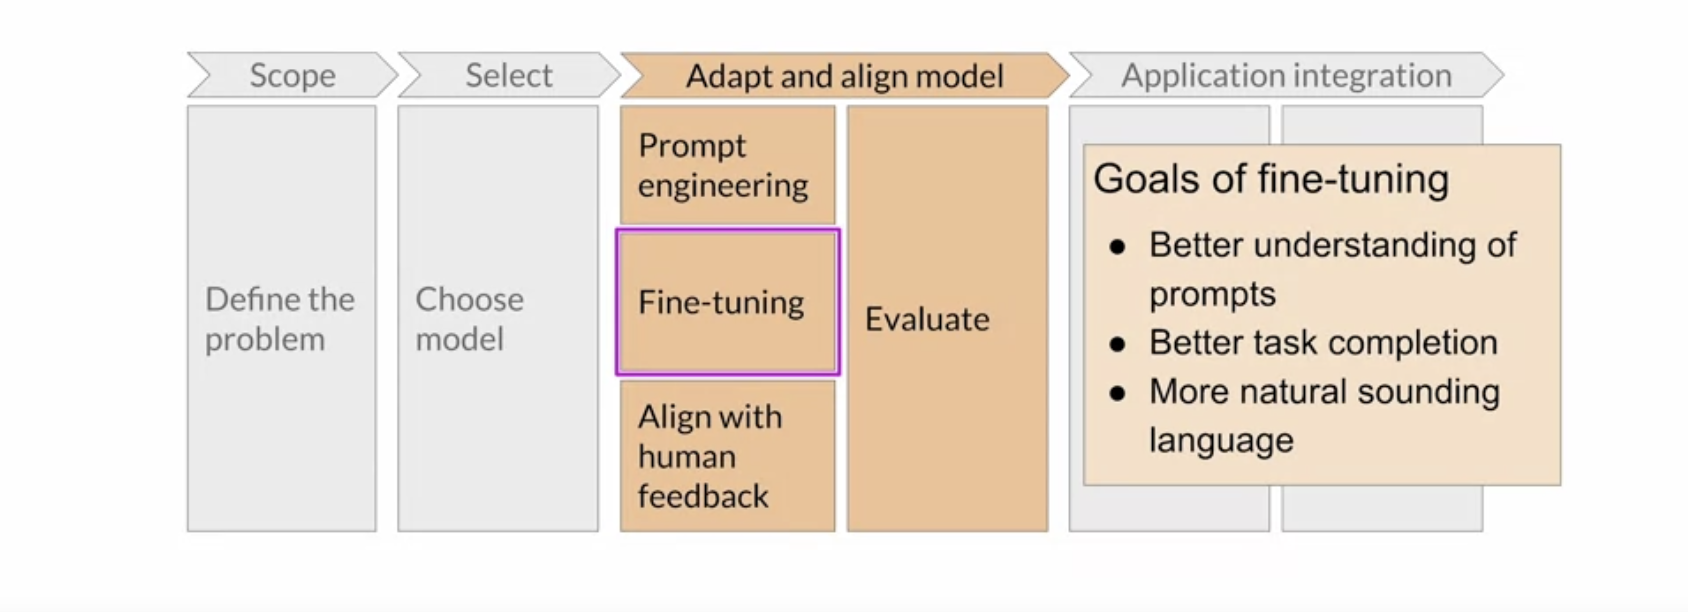 Scope
Select
Adapt and align model
Application integration
Define the
problem
Choose
model
Prompt
engineering
Fine-tuning
Align with
human
feedback
Evaluate
Goals of fine-tuning
● Better understanding of
prompts
● Better task completion
● More natural sounding
language